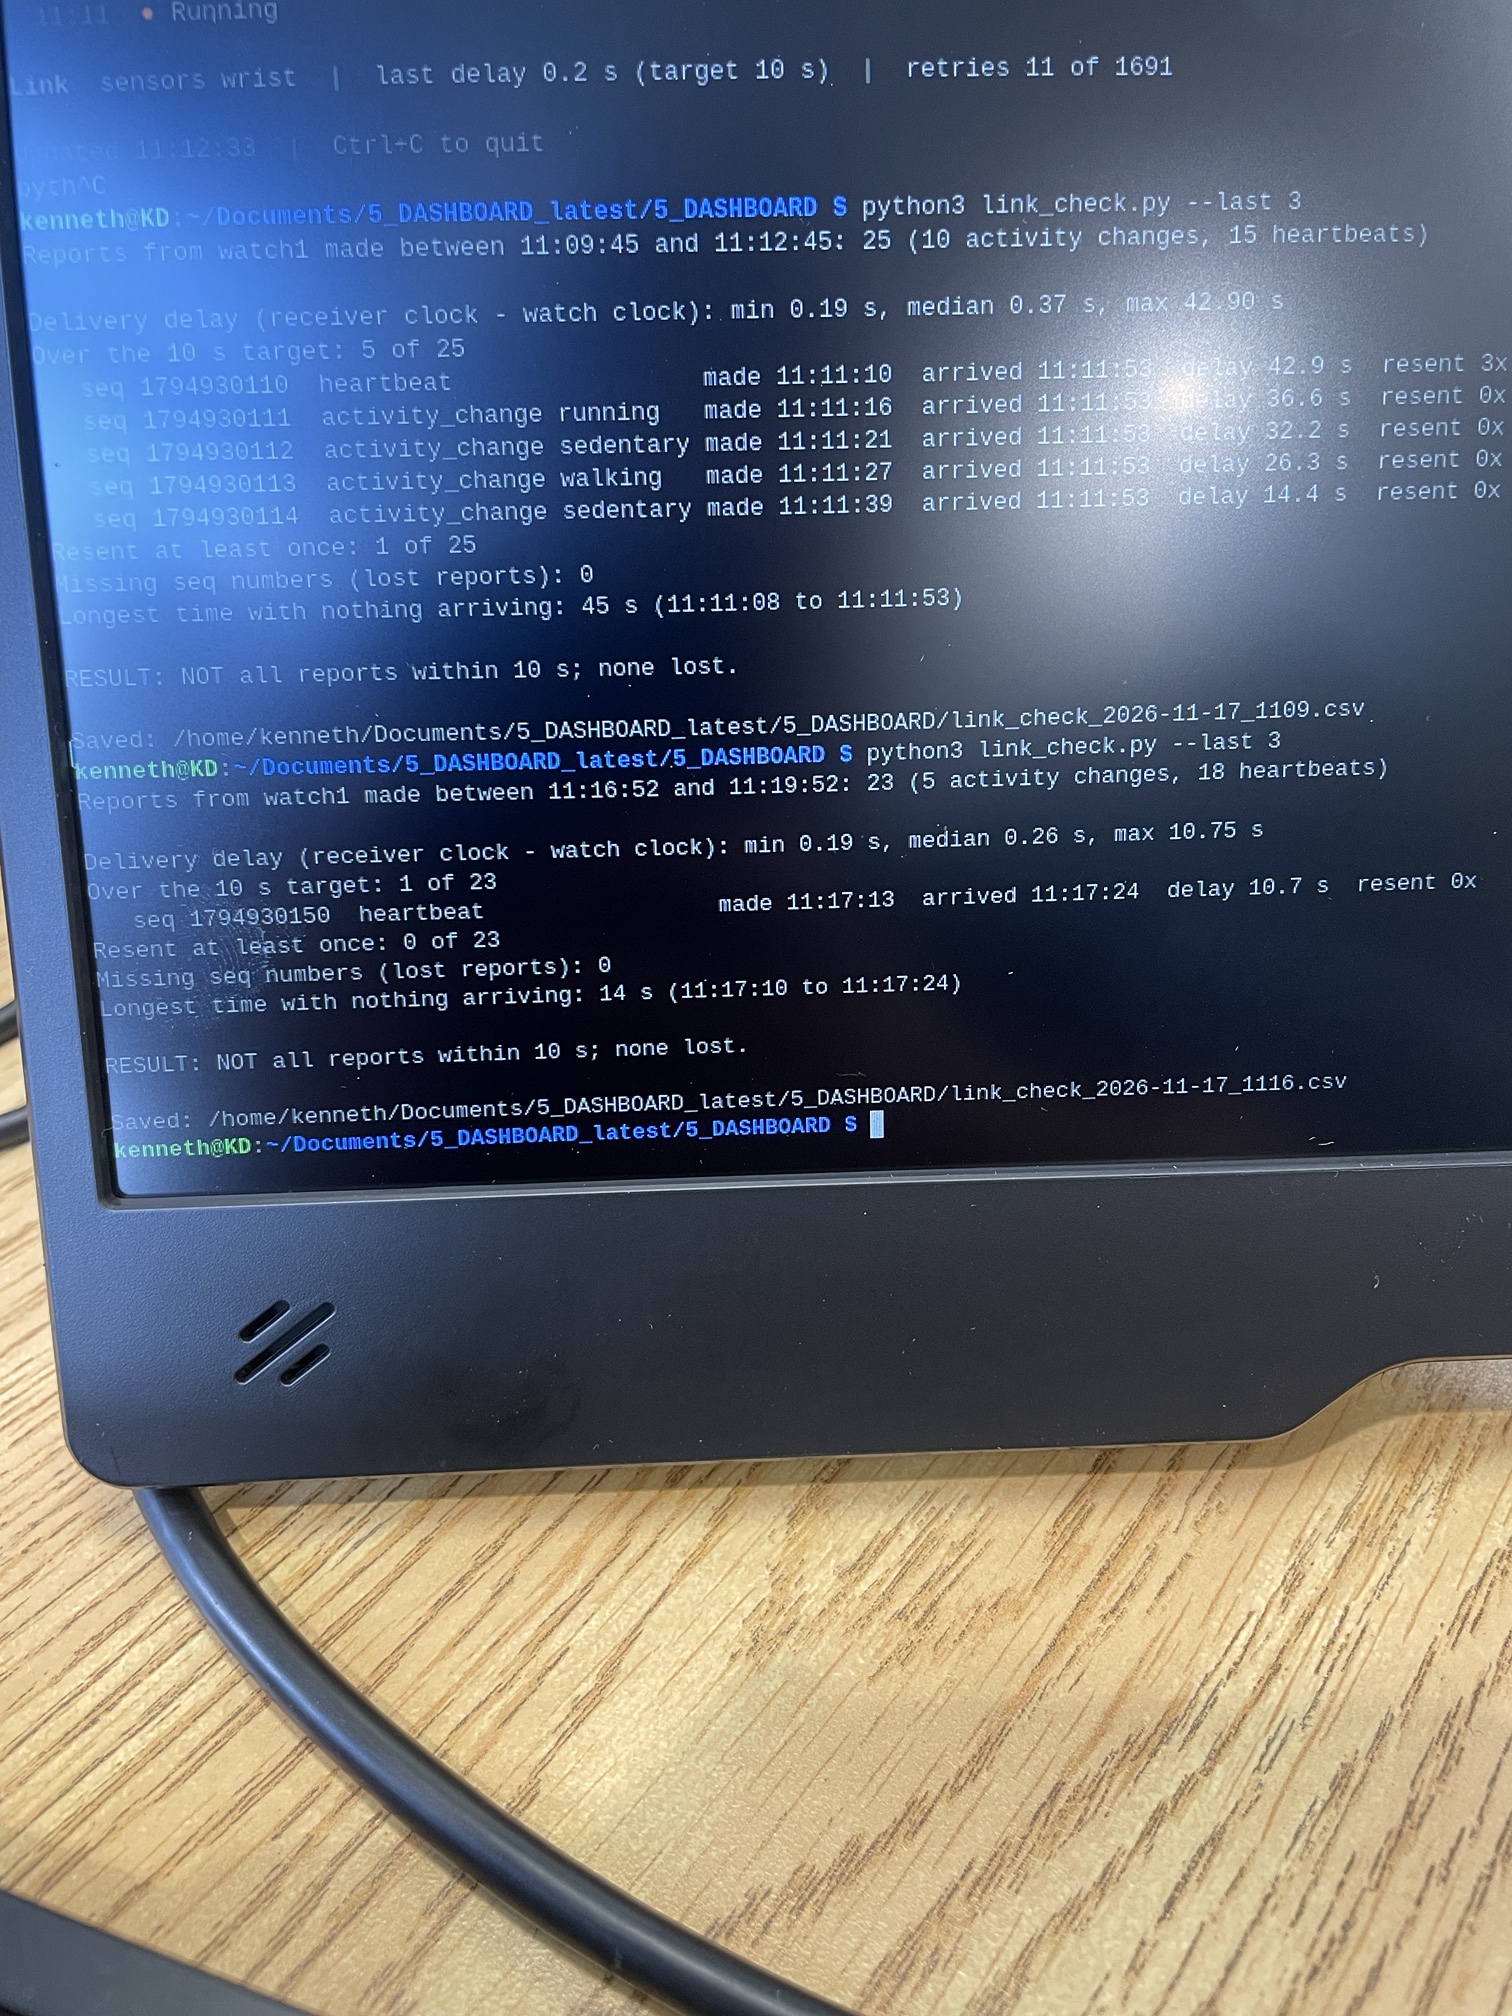 11:11 • Running
Link sensors wrist | last delay 0.2 s (target 10 s) | retries 11 of 1691
11:12:33 | Ctrl+C to quit
pyth^C
kenneth@KD:~/Documents/5_DASHBOARD_latest/5_DASHBOARD $ python3 link_check.py --last 3
Reports from watch1 made between 11:09:45 and 11:12:45: 25 (10 activity changes, 15 heartbeats)
Delivery delay (receiver clock - watch clock): min 0.19 s, median 0.37 s, max 42.90 s
Over the 10 s target: 5 of 25
seq 1794930110 heartbeat made 11:11:10 arrived 11:11:53 delay 42.9 s resent 3x
seq 1794930111 activity_change running made 11:11:16 arrived 11:11:53 delay 36.6 s resent 0x
seq 1794930112 activity_change sedentary made 11:11:21 arrived 11:11:53 delay 32.2 s resent 0x
seq 1794930113 activity_change walking made 11:11:27 arrived 11:11:53 delay 26.3 s resent 0x
seq 1794930114 activity_change sedentary made 11:11:39 arrived 11:11:53 delay 14.4 s resent 0x
Resent at least once: 1 of 25
Missing seq numbers (lost reports): 0
Longest time with nothing arriving: 45 s (11:11:08 to 11:11:53)
RESULT: NOT all reports within 10 s; none lost.
Saved: /home/kenneth/Documents/5_DASHBOARD_latest/5_DASHBOARD/link_check_2026-11-17_1109.csv
kenneth@KD:~/Documents/5_DASHBOARD_latest/5_DASHBOARD $ python3 link_check.py --last 3
Reports from watch1 made between 11:16:52 and 11:19:52: 23 (5 activity changes, 18 heartbeats)
Delivery delay (receiver clock - watch clock): min 0.19 s, median 0.26 s, max 10.75 s
Over the 10 s target: 1 of 23
seq 1794930150 heartbeat made 11:17:13 arrived 11:17:24 delay 10.7 s resent 0x
Resent at least once: 0 of 23
Missing seq numbers (lost reports): 0
Longest time with nothing arriving: 14 s (11:17:10 to 11:17:24)
RESULT: NOT all reports within 10 s; none lost.
Saved: /home/kenneth/Documents/5_DASHBOARD_latest/5_DASHBOARD/link_check_2026-11-17_1116.csv
kenneth@KD:~/Documents/5_DASHBOARD_latest/5_DASHBOARD $